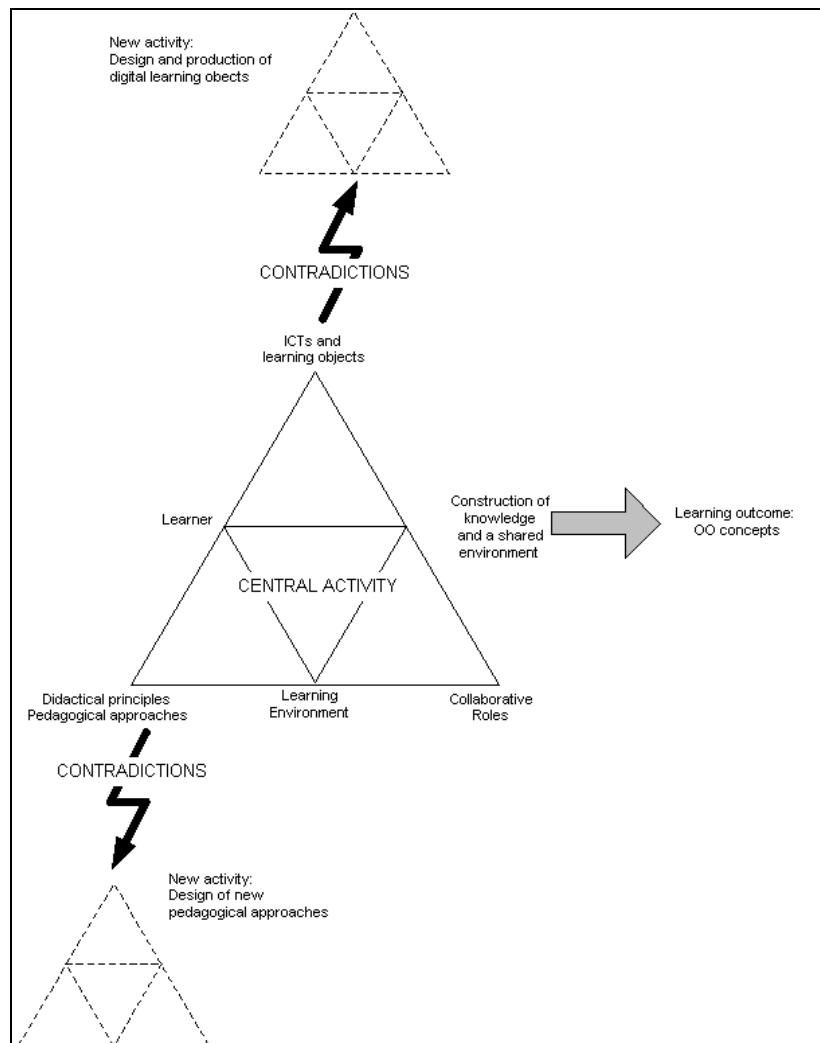 New activity:
Design and production of
digital learning obects
CONTRADICTIONS
ICTs and
learning objects
Learner
Construction of
knowledge
and a shared
environment
Learning outcome:
OO concepts
CENTRAL ACTIVITY
Didactical principles
Pedagogical approaches
Learning
Environment
Collaborative
Roles
CONTRADICTIONS
New activity:
Design of new
pedagogical approaches